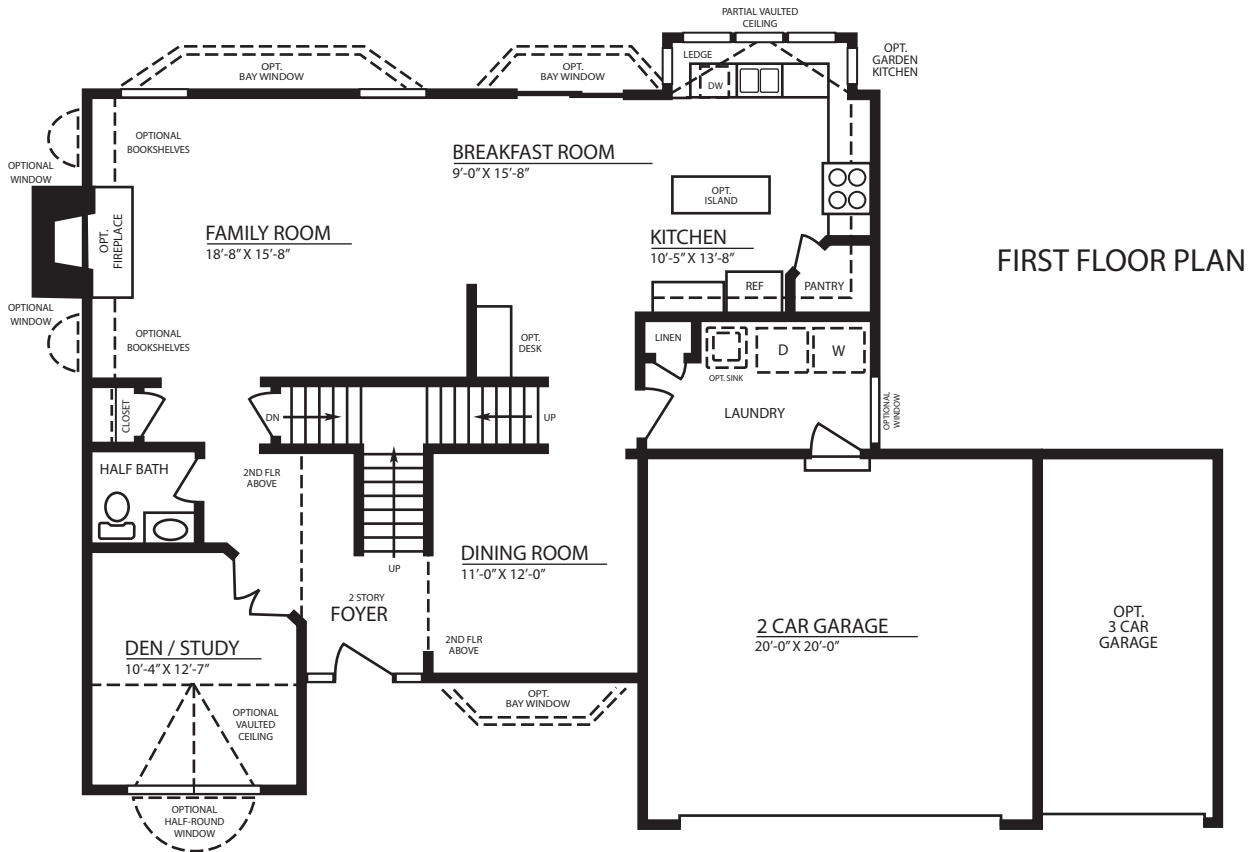 PARTIAL VAULTED
CEILING
LEDGE
OPT.
GARDEN
KITCHEN
OPT.
BAY WINDOW
OPT.
BAY WINDOW
DW
OPTIONAL
BOOKSHELVES
OPTIONAL
WINDOW
BREAKFAST ROOM
9'-0" X 15'-8"
OPT.
ISLAND
OPT.
FIREPLACE
FAMILY ROOM
18'-8" X 15'-8"
KITCHEN
10'-5" X 13'-8"
FIRST FLOOR PLAN
REF
PANTRY
OPTIONAL
WINDOW
OPTIONAL
BOOKSHELVES
OPT.
DESK
LINEN
D
W
OPT. SINK
CLOSET
DN
UP
LAUNDRY
OPTIONAL
WINDOW
HALF BATH
2ND FLR
ABOVE
UP
DINING ROOM
11'-0" X 12'-0"
2 STORY
FOYER
2ND FLR
ABOVE
DEN / STUDY
10'-4" X 12'-7"
2 CAR GARAGE
20'-0" X 20'-0"
OPT.
3 CAR
GARAGE
OPT.
BAY WINDOW
OPTIONAL
VAULTED
CEILING
OPTIONAL
HALF-ROUND
WINDOW